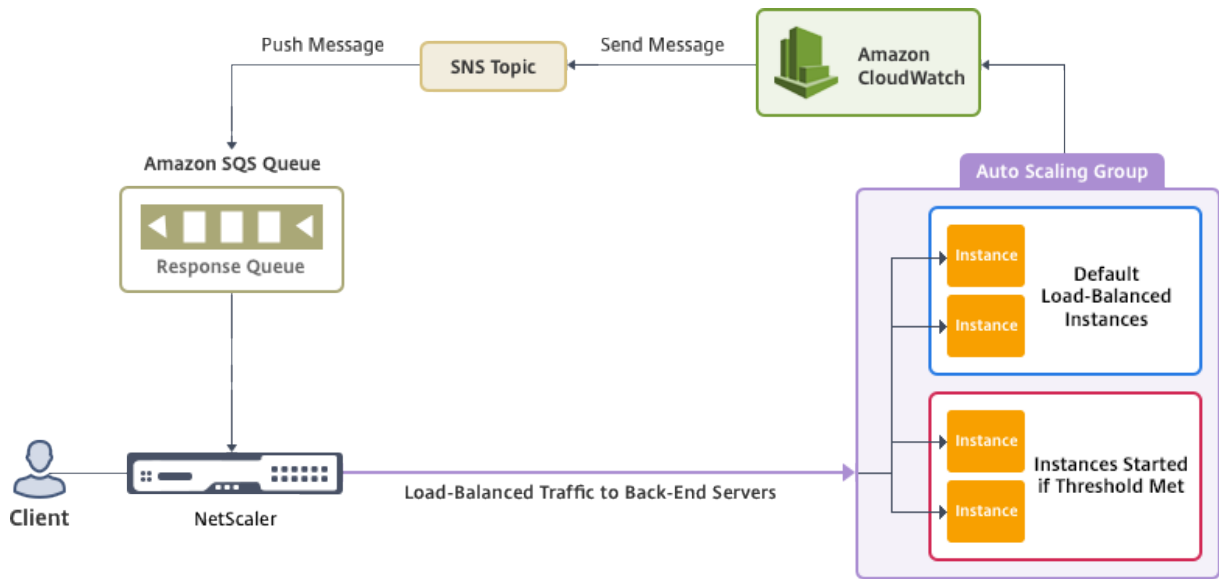 Push Message
SNS Topic
Send Message
Amazon
CloudWatch
Amazon SQS Queue
Response Queue
Auto Scaling Group
Instance
Instance
Default
Load-Balanced
Instances
Instance
Instance
Instances Started
if Threshold Met
Client
NetScaler
Load-Balanced Traffic to Back-End Servers